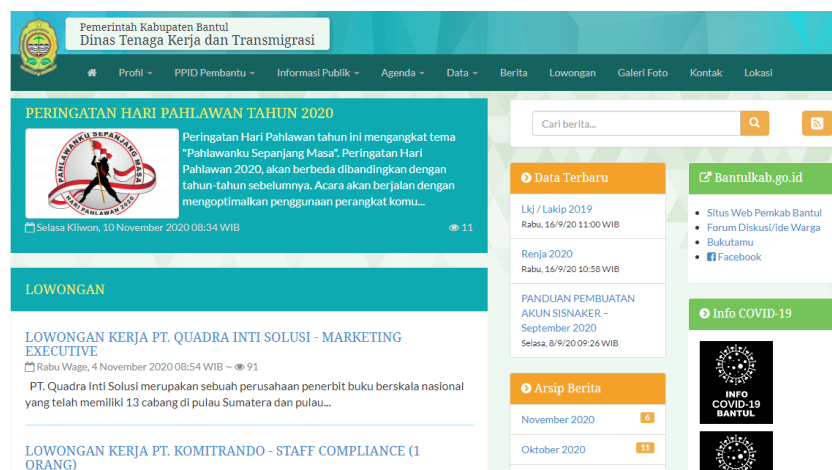 Pemerintah Kabupaten Bantul
Dinas Tenaga Kerja dan Transmigrasi
Profil
PPID Pembantu
Informasi Publik
Agenda
Data
Berita
Lowongan
Galeri Foto
Kontak
Lokasi
PERINGATAN HARI PAHLAWAN TAHUN 2020
PAHLAWANKU SEPANJANG MASA
HARI PAHLAWAN 2020
Peringatan Hari Pahlawan tahun ini mengangkat tema
"Pahlawanku Sepanjang Masa". Peringatan Hari
Pahlawan 2020, akan berbeda dibandingkan dengan
tahun-tahun sebelumnya. Acara akan berjalan dengan
mengoptimalkan penggunaan perangkat komu...
Selasa Kliwon, 10 November 2020 08:34 WIB
11
LOWONGAN
LOWONGAN KERJA PT. QUADRA INTI SOLUSI - MARKETING
EXECUTIVE
Rabu Wage, 4 November 2020 08:54 WIB ~ 91
PT. Quadra Inti Solusi merupakan sebuah perusahaan penerbit buku berskala nasional
yang telah memiliki 13 cabang di pulau Sumatera dan pulau...
LOWONGAN KERJA PT. KOMITRANDO - STAFF COMPLIANCE (1
ORANG)
Cari berita...
Data Terbaru
Lkj / Lakip 2019
Rabu, 16/9/20 11:00 WIB
Renja 2020
Rabu, 16/9/20 10:58 WIB
PANDUAN PEMBUATAN
AKUN SISNAKER –
September 2020
Selasa, 8/9/20 09:26 WIB
Arsip Berita
November 2020 6
Oktober 2020 11
Bantulkab.go.id
Situs Web Pemkab Bantul
Forum Diskusi/ide Warga
Bukutamu
Facebook
Info COVID-19
INFO
COVID-19
BANTUL